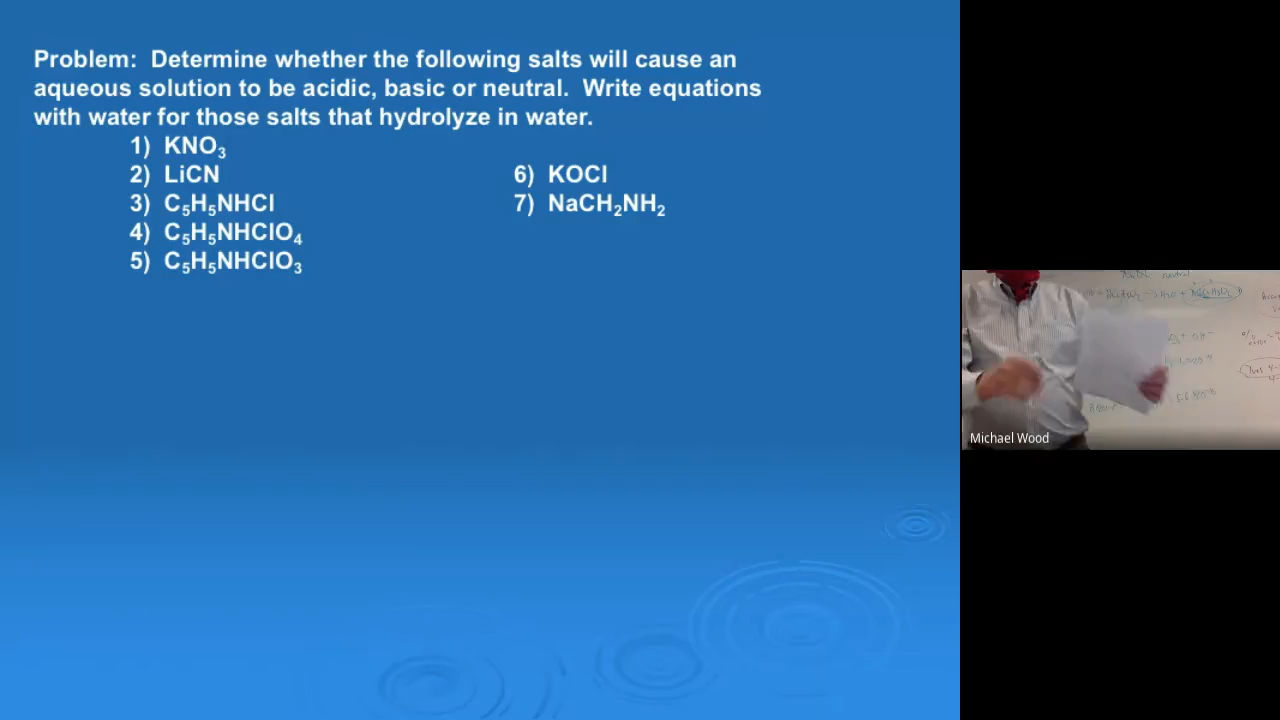 Problem: Determine whether the following salts will cause an
aqueous solution to be acidic, basic or neutral. Write equations
with water for those salts that hydrolyze in water.
1) KNO₃
2) LiCN
3) C₅H₅NHCl
4) C₅H₅NHClO₄
5) C₅H₅NHClO₃
6) KOCl
7) NaCH₂NH₂
neutral
Michael Wood